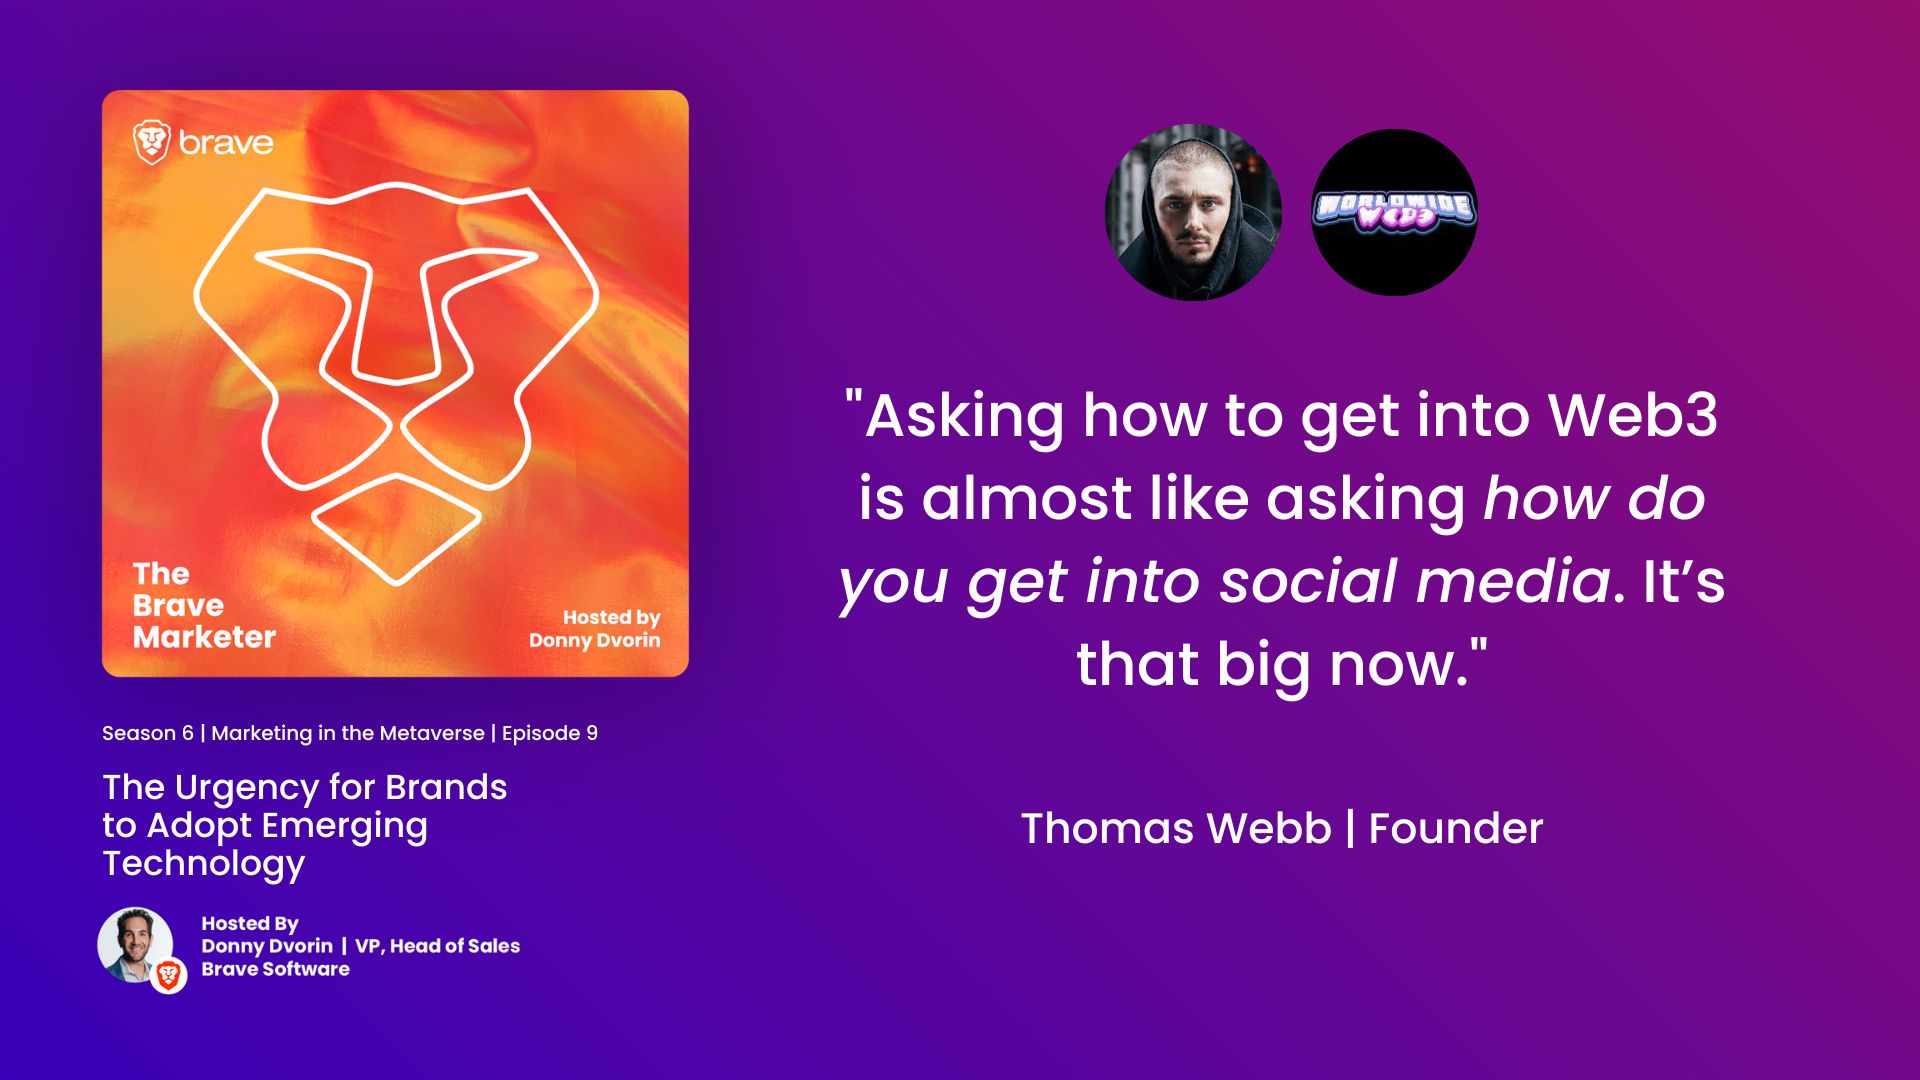 brave
The
Brave
Marketer
Hosted by
Donny Dvorin
Season 6 | Marketing in the Metaverse | Episode 9
The Urgency for Brands
to Adopt Emerging
Technology
Hosted By
Donny Dvorin | VP, Head of Sales
Brave Software
WORLDWIDE
WEB3
"Asking how to get into Web3
is almost like asking how do
you get into social media. It’s
that big now."
Thomas Webb | Founder